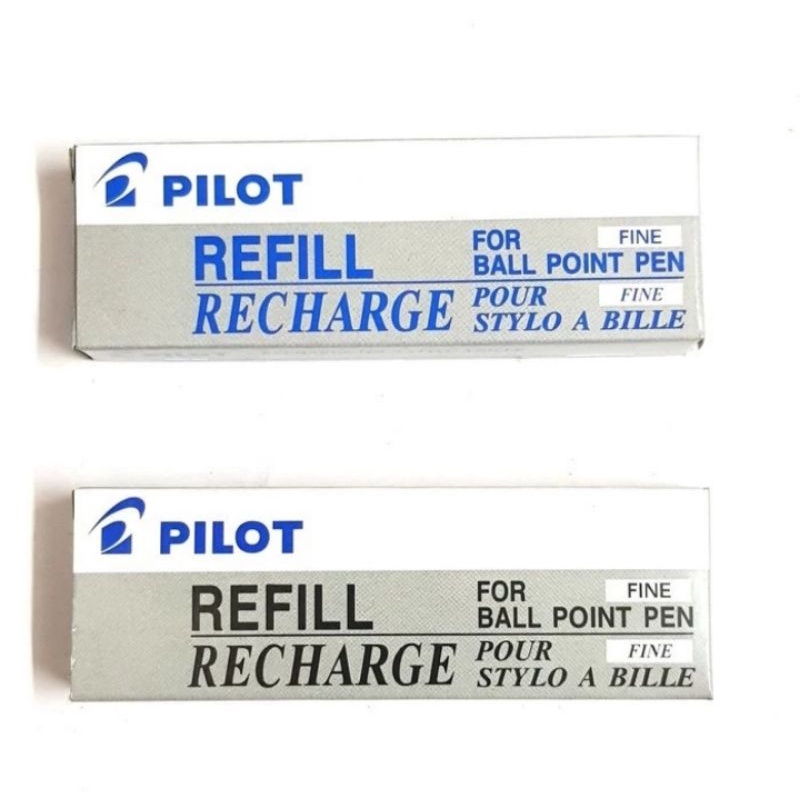 PILOT
REFILL
RECHARGE
FOR FINE
BALL POINT PEN
POUR FINE
STYLO A BILLE
PILOT
PILOT
REFILL
RECHARGE
FOR FINE
BALL POINT PEN
POUR FINE
STYLO A BILLE